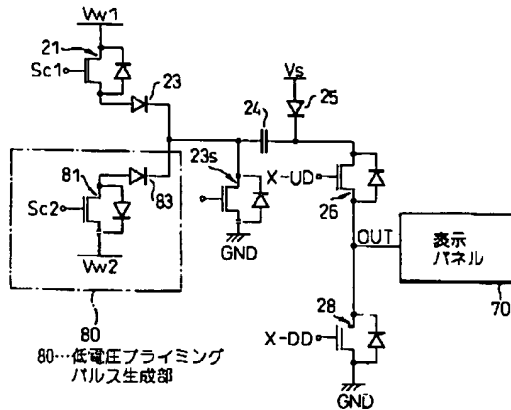 Vw1
21
Sc1
23
Vs
24
25
81
83
23s
X-UD
26
Sc2
GND
OUT
表示
パネル
Vw2
70
80
28
X-DD
80…低電圧プライミング
パルス生成部
GND